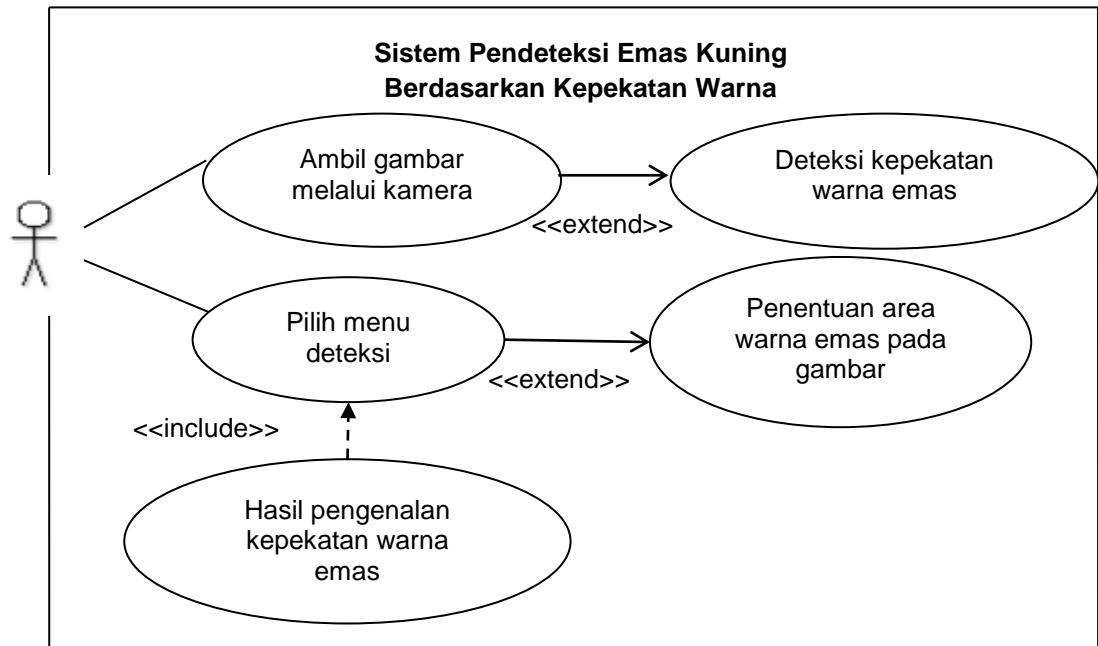 Sistem Pendeteksi Emas Kuning
Berdasarkan Kepekatan Warna
Ambil gambar
melalui kamera
Deteksi kepekatan
warna emas
<<extend>>
Pilih menu
deteksi
Penentuan area
warna emas pada
gambar
<<extend>>
<<include>>
Hasil pengenalan
kepekatan warna
emas